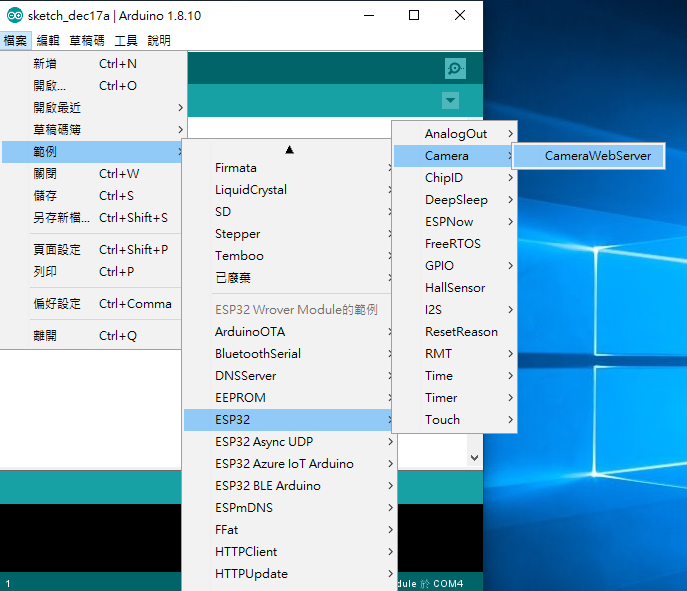 sketch_dec17a | Arduino 1.8.10
檔案 編輯 草稿碼 工具 說明
新增 Ctrl+N
開啟... Ctrl+O
開啟最近
草稿碼簿
範例
關閉 Ctrl+W
儲存 Ctrl+S
另存新檔... Ctrl+Shift+S
頁面設定 Ctrl+Shift+P
列印 Ctrl+P
偏好設定 Ctrl+Comma
離開 Ctrl+Q
Firmata
LiquidCrystal
SD
Stepper
Temboo
已廢棄
ESP32 Wrover Module的範例
ArduinoOTA
BluetoothSerial
DNSServer
EEPROM
ESP32
ESP32 Async UDP
ESP32 Azure IoT Arduino
ESP32 BLE Arduino
ESPmDNS
FFat
HTTPClient
HTTPUpdate
AnalogOut
Camera
ChipID
DeepSleep
ESPNow
FreeRTOS
GPIO
HallSensor
I2S
ResetReason
RMT
Time
Timer
Touch
CameraWebServer
1
dule 於 COM4